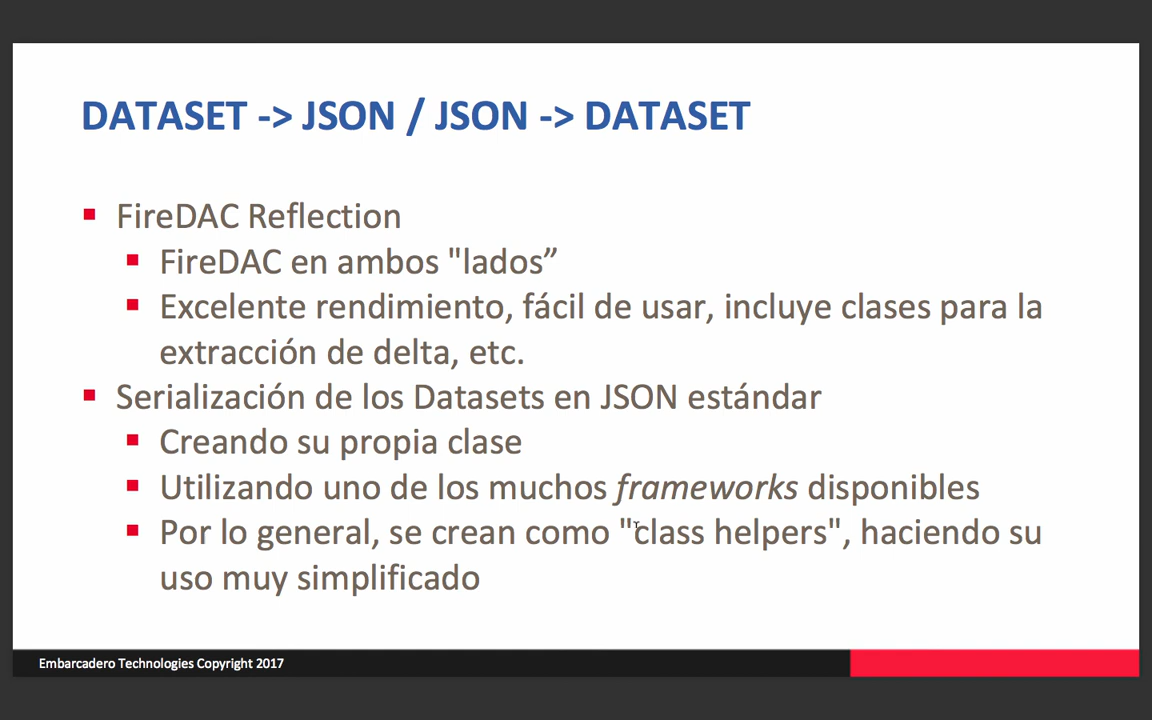 DATASET -> JSON / JSON -> DATASET
FireDAC Reflection
FireDAC en ambos "lados”
Excelente rendimiento, fácil de usar, incluye clases para la
extracción de delta, etc.
Serialización de los Datasets en JSON estándar
Creando su propia clase
Utilizando uno de los muchos frameworks disponibles
Por lo general, se crean como "class helpers", haciendo su
uso muy simplificado
Embarcadero Technologies Copyright 2017